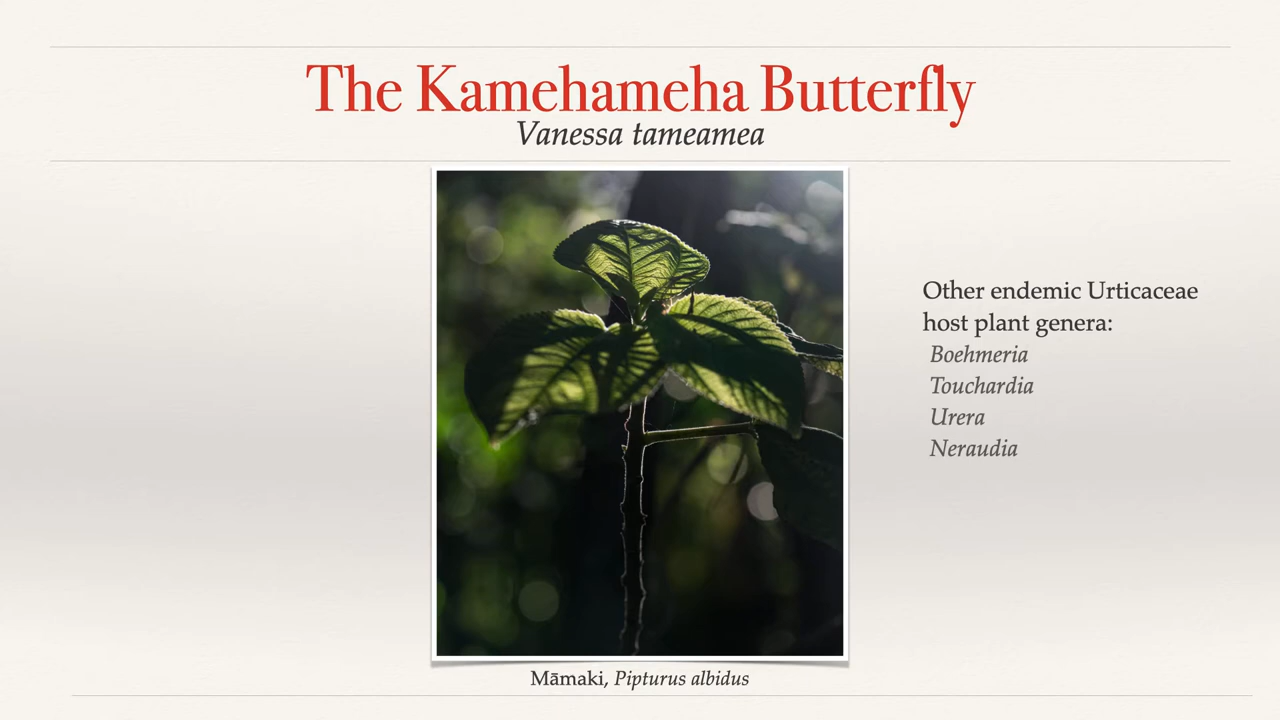 The Kamehameha Butterfly
Vanessa tameamea
Other endemic Urticaceae
host plant genera:
Boehmeria
Touchardia
Urera
Neraudia
Māmaki, Pipturus albidus